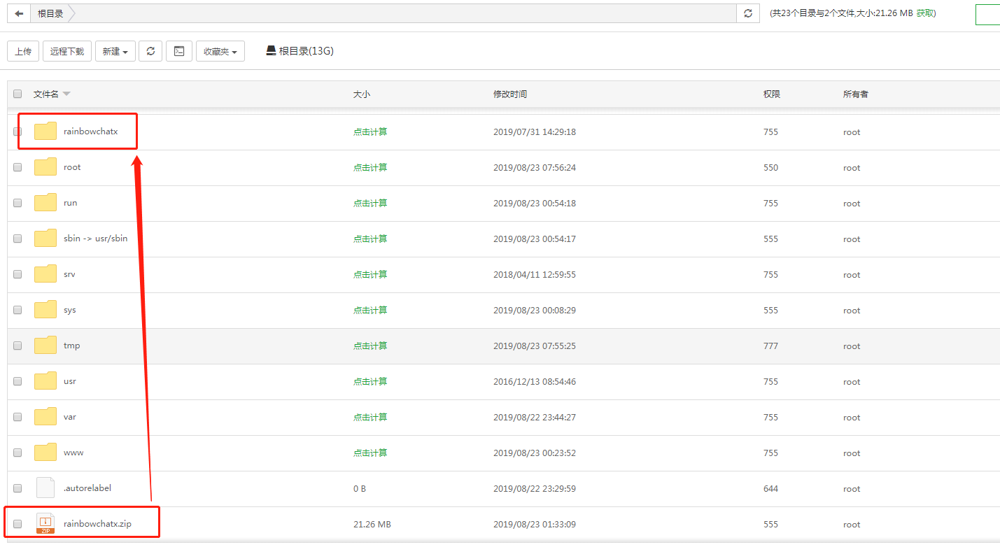 根目录 (共23个目录与2个文件,大小:21.26 MB 获取)
上传 远程下载 新建 收藏夹 根目录(13G)
文件名 大小 修改时间 权限 所有者
rainbowchatx 点击计算 2019/07/31 14:29:18 755 root
root 点击计算 2019/08/23 07:56:24 550 root
run 点击计算 2019/08/23 00:54:18 755 root
sbin -> usr/sbin 点击计算 2019/08/23 00:54:17 555 root
srv 点击计算 2018/04/11 12:59:55 755 root
sys 点击计算 2019/08/23 00:08:29 555 root
tmp 点击计算 2019/08/23 07:55:25 777 root
usr 点击计算 2016/12/13 08:54:46 755 root
var 点击计算 2019/08/22 23:44:27 755 root
www 点击计算 2019/08/23 00:23:52 755 root
.autorelabel 0 B 2019/08/22 23:29:59 644 root
rainbowchatx.zip 21.26 MB 2019/08/23 01:33:09 555 root
ZIP